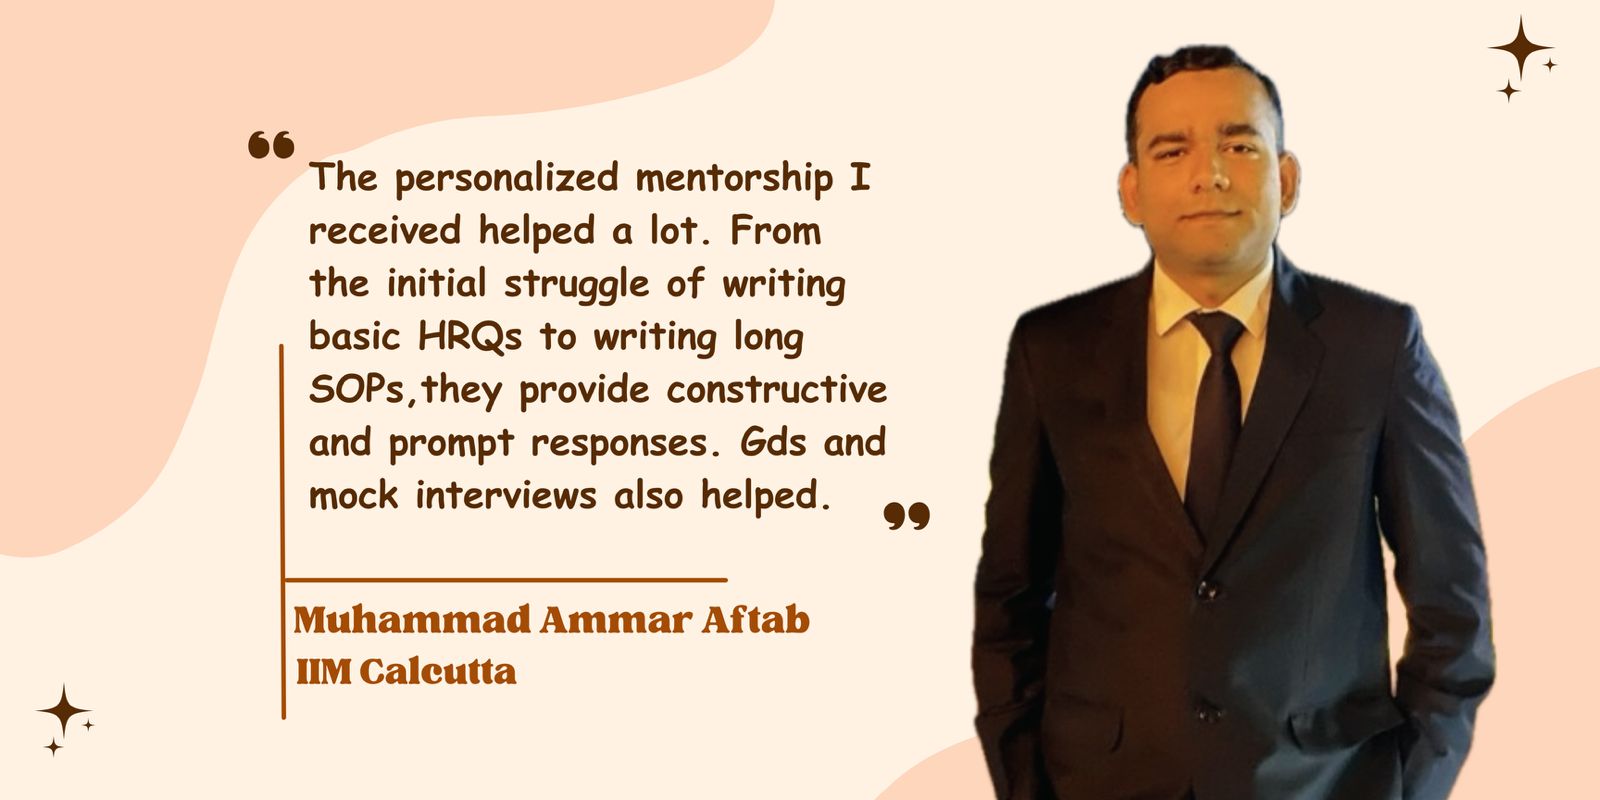 “
The personalized mentorship I
received helped a lot. From
the initial struggle of writing
basic HRQs to writing long
SOPs,they provide constructive
and prompt responses. Gds and
mock interviews also helped.
”
Muhammad Ammar Aftab
IIM Calcutta